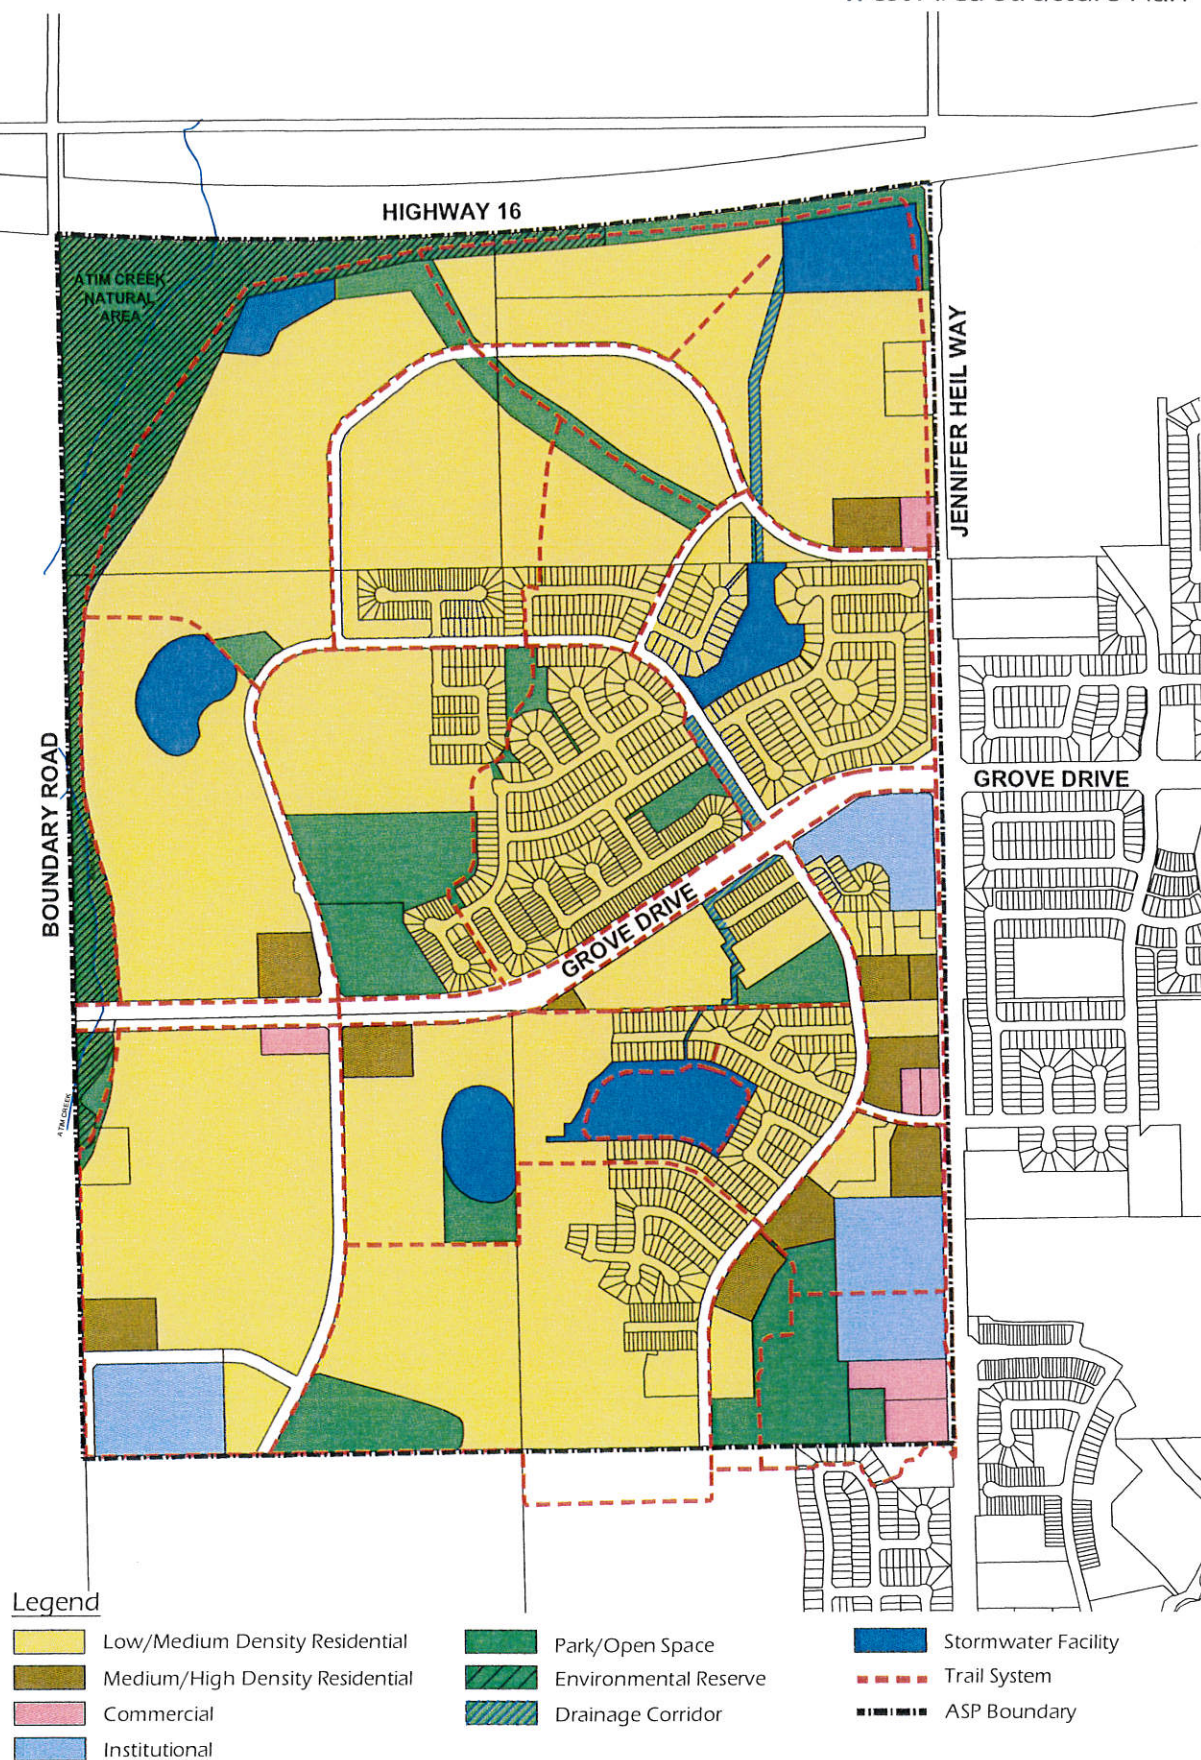 HIGHWAY 16
ATIM CREEK
NATURAL
AREA
JENNIFER HEIL WAY
BOUNDARY ROAD
GROVE DRIVE
GROVE DRIVE
ATIM CREEK
Legend
Low/Medium Density Residential
Medium/High Density Residential
Commercial
Institutional
Park/Open Space
Environmental Reserve
Drainage Corridor
Stormwater Facility
Trail System
ASP Boundary